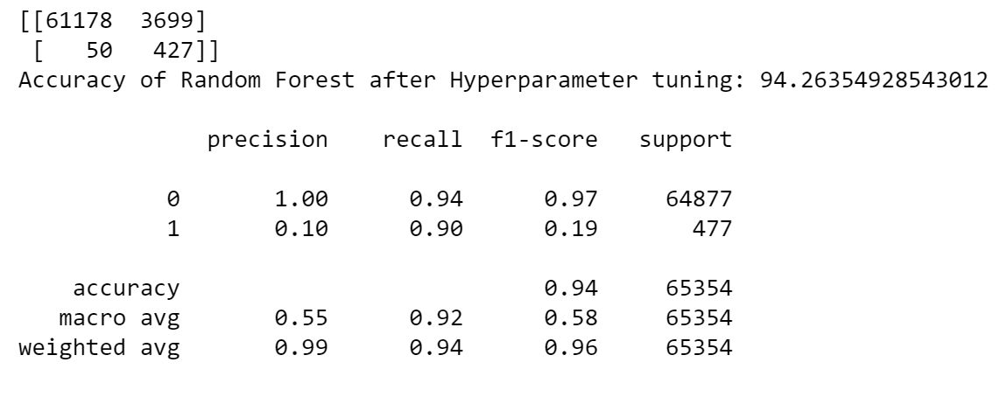 [[61178  3699]
 [   50   427]]
Accuracy of Random Forest after Hyperparameter tuning: 94.26354928543012
              precision    recall  f1-score   support
           0       1.00      0.94      0.97     64877
           1       0.10      0.90      0.19       477
    accuracy                           0.94     65354
   macro avg       0.55      0.92      0.58     65354
weighted avg       0.99      0.94      0.96     65354